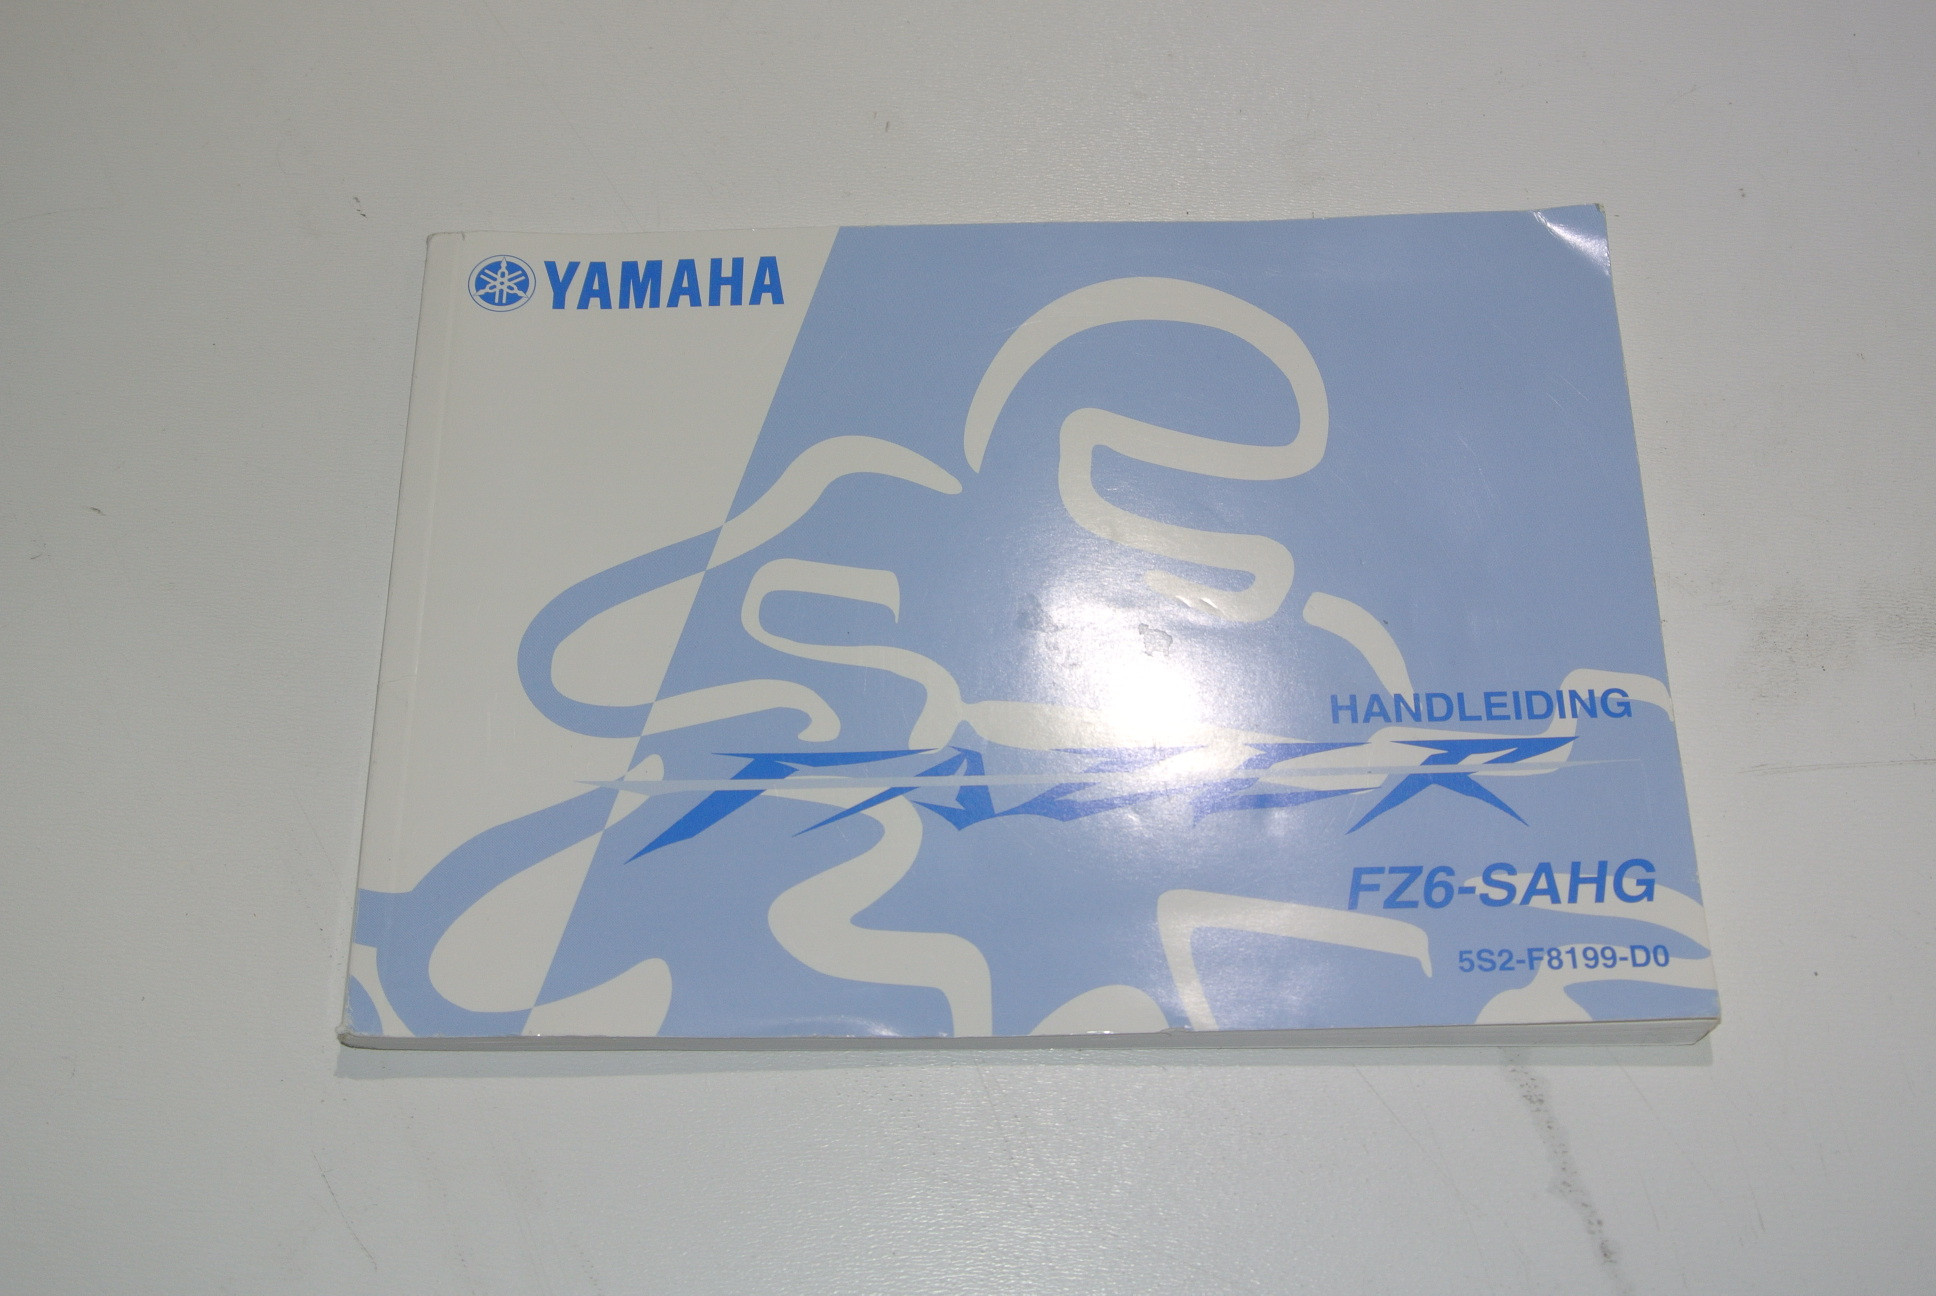 YAMAHA
HANDLEIDING
FAZER
FZ6-SAHG
5S2-F8199-D0